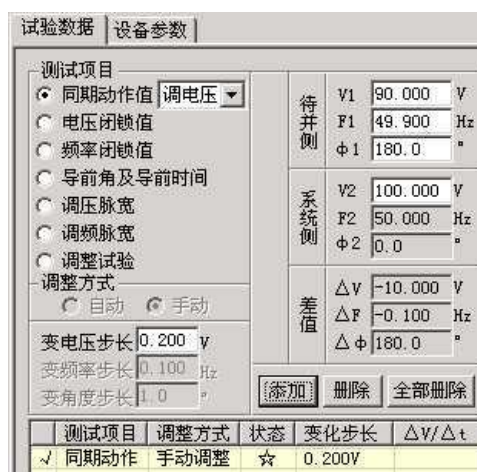 试验数据 设备参数
测试项目
同期动作值 调电压
电压闭锁值
频率闭锁值
导前角及导前时间
调压脉宽
调频脉宽
调整试验
调整方式
自动 手动
变电压步长 0.200 V
变频率步长 0.100 Hz
变角度步长 1.0 °
待并侧
V1 90.000 V
F1 49.900 Hz
Φ1 180.0 °
系统侧
V2 100.000 V
F2 50.000 Hz
Φ2 0.0 °
差值
△V -10.000 V
△F -0.100 Hz
△Φ 180.0 °
添加 删除 全部删除
测试项目 调整方式 状态 变化步长 △V/△t
√ 同期动作 手动调整 ☆ 0.200V